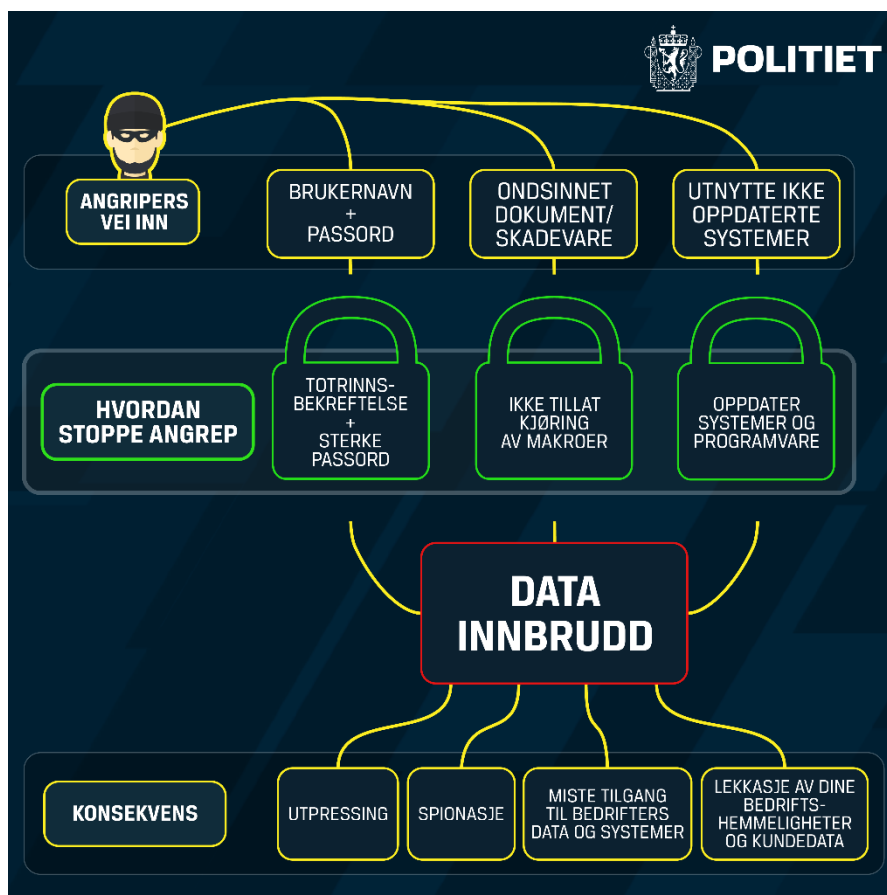 POLITIET
ANGRIPERS
VEI INN
BRUKERNAVN
+
PASSORD
ONDSINNET
DOKUMENT/
SKADEVARE
UTNYTTE IKKE
OPPDATERTE
SYSTEMER
HVORDAN
STOPPE ANGREP
TOTRINNS-
BEKREFTELSE
+
STERKE
PASSORD
IKKE TILLAT
KJØRING
AV MAKROER
OPPDATER
SYSTEMER OG
PROGRAMVARE
DATA
INNBRUDD
KONSEKVENS
UTPRESSING
SPIONASJE
MISTE TILGANG
TIL BEDRIFTERS
DATA OG SYSTEMER
LEKKASJE AV DINE
BEDRIFTS-
HEMMELIGHETER
OG KUNDEDATA